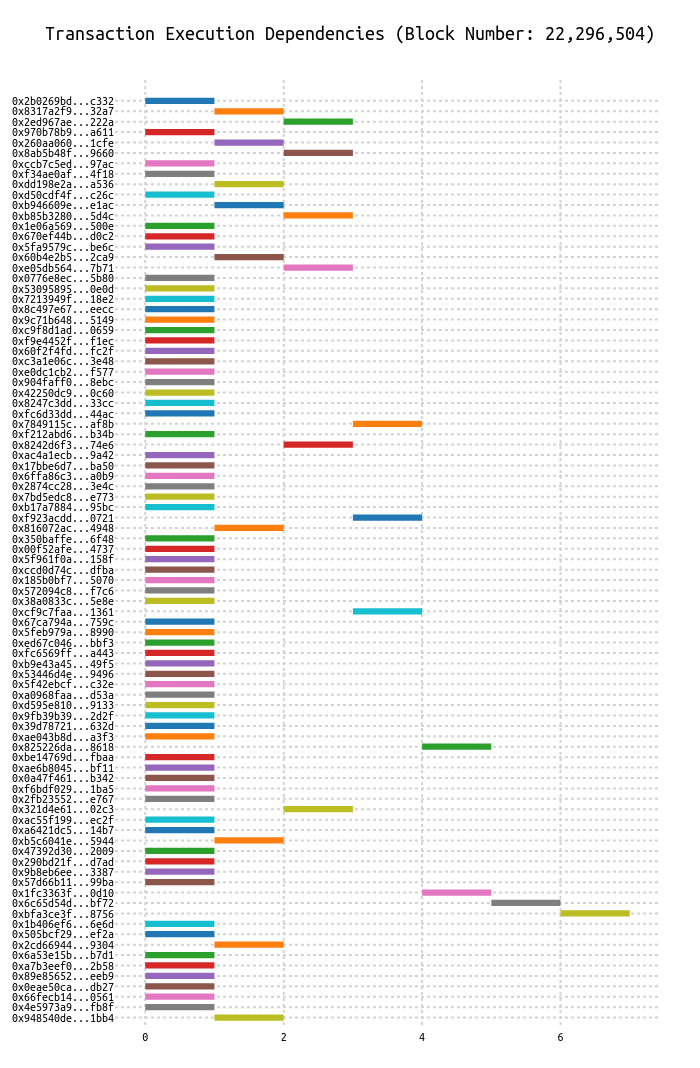 Transaction Execution Dependencies (Block Number: 22,296,504)
0x2b0269bd...c332
0x8317a2f9...32a7
0x2ed967ae...222a
0x970b78b9...a611
0x260aa060...1cfe
0x8ab5b48f...9660
0xccb7c5ed...97ac
0xf34ae0af...4f18
0xdd198e2a...a536
0xd50cdf4f...c26c
0xb946609e...e1ac
0xb85b3280...5d4c
0x1e06a569...500e
0x670ef44b...d0c2
0x5fa9579c...be6c
0x60b4e2b5...2ca9
0xe05db564...7b71
0x0776e8ec...5b80
0x53095895...0e0d
0x7213949f...18e2
0x8c497e67...eecc
0x9c71b648...5149
0xc9f8d1ad...0659
0xf9e4452f...f1ec
0x60f2f4fd...fc2f
0xc3a1e06c...3e48
0xe0dc1cb2...f577
0x904faff0...8ebc
0x42250dc9...0c60
0x8247c3dd...33cc
0xfc6d33dd...44ac
0x7849115c...af8b
0xf212abd6...b34b
0x8242d6f3...74e6
0xac4a1ecb...9a42
0x17bbe6d7...ba50
0x6ffa86c3...a0b9
0x2874cc28...3e4c
0x7bd5edc8...e773
0xb17a7884...95bc
0xf923acdd...0721
0x816072ac...4948
0x350baffe...6f48
0x00f52afe...4737
0x5f961f0a...158f
0xccd0d74c...dfba
0x185b0bf7...5070
0x572094c8...f7c6
0x38a0833c...5e8e
0xcf9c7faa...1361
0x67ca794a...759c
0x5feb979a...8990
0xed67c046...bbf3
0xfc6569ff...a443
0xb9e43a45...49f5
0x53446d4e...9496
0x5f42ebcf...c32e
0xa0968faa...d53a
0xd595e810...9133
0x9fb39b39...2d2f
0x39d78721...632d
0xae043b8d...a3f3
0x825226da...8618
0xbe14769d...fbaa
0xae6b8045...bf11
0x0a47f461...b342
0xf6bdf029...1ba5
0x2fb23552...e767
0x321d4e61...02c3
0xac55f199...ec2f
0xa6421dc5...14b7
0xb5c6041e...5944
0x47392d30...2009
0x290bd21f...d7ad
0x9b8eb6ee...3387
0x57d66b11...99ba
0x1fc3363f...0d10
0x6c65d54d...bf72
0xbfa3ce3f...8756
0x1b406ef6...6e6d
0x505bcf29...ef2a
0x2cd66944...9304
0x6a53e15b...b7d1
0xa7b3eef0...2b58
0x89e85652...eeb9
0x0eae50ca...db27
0x66fecb14...0561
0x4e5973a9...fb8f
0x948540de...1bb4
0 2 4 6